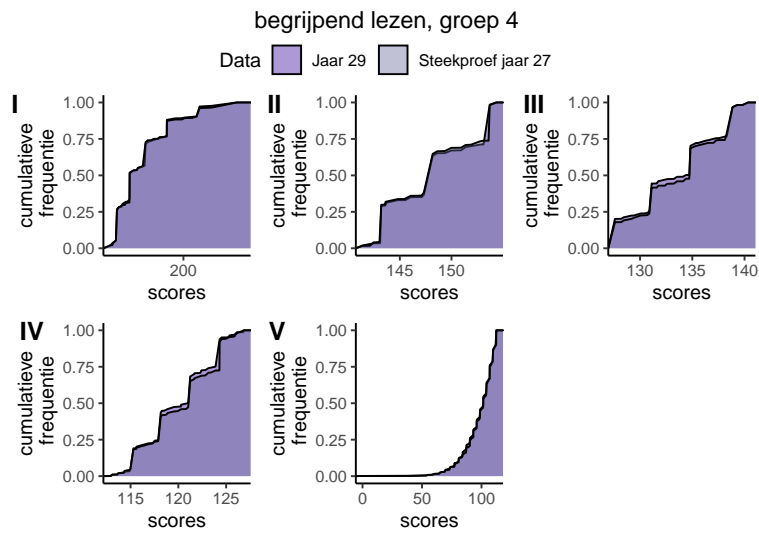 begrijpend lezen, groep 4
Data Jaar 29 Steekproef jaar 27
I
cumulatieve
frequentie
1.00
0.75
0.50
0.25
0.00
200
scores
II
cumulatieve
frequentie
1.00
0.75
0.50
0.25
0.00
145 150
scores
III
cumulatieve
frequentie
1.00
0.75
0.50
0.25
0.00
130 135 140
scores
IV
cumulatieve
frequentie
1.00
0.75
0.50
0.25
0.00
115 120 125
scores
V
cumulatieve
frequentie
1.00
0.75
0.50
0.25
0.00
0 50 100
scores